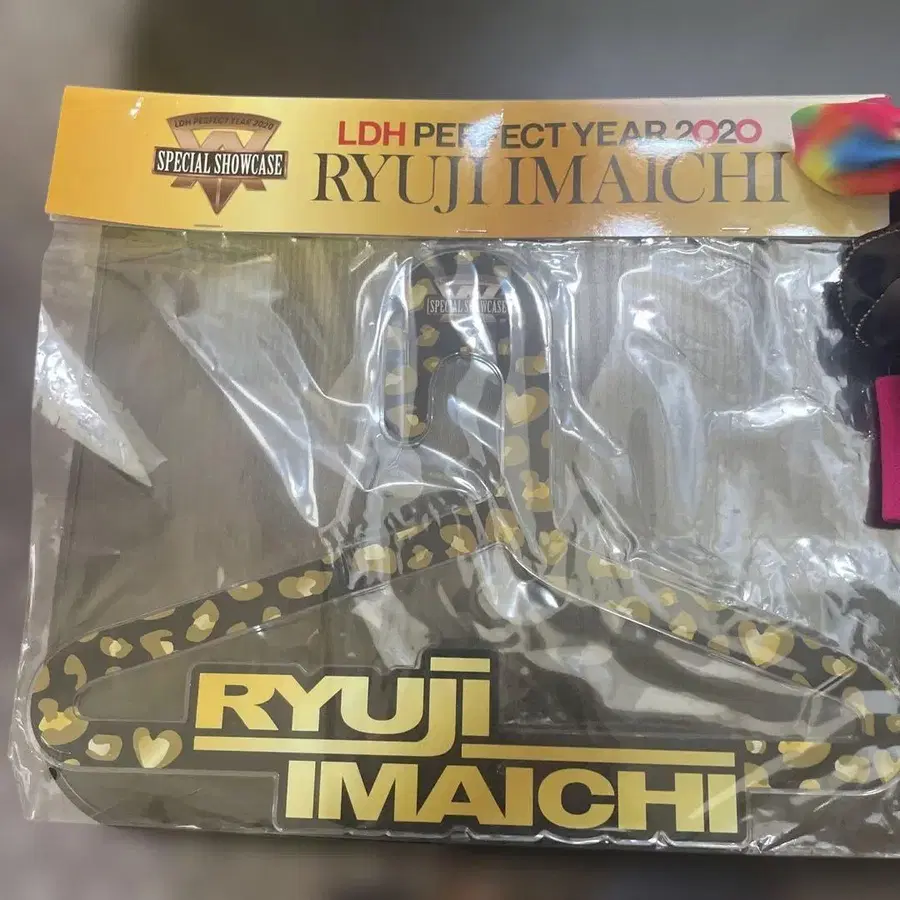 LDH PERFECT YEAR 2020
SPECIAL SHOWCASE
LDH PERFECT YEAR 2020
RYUJI IMAICHI
SPECIAL SHOWCASE
RYUJI
IMAICHI